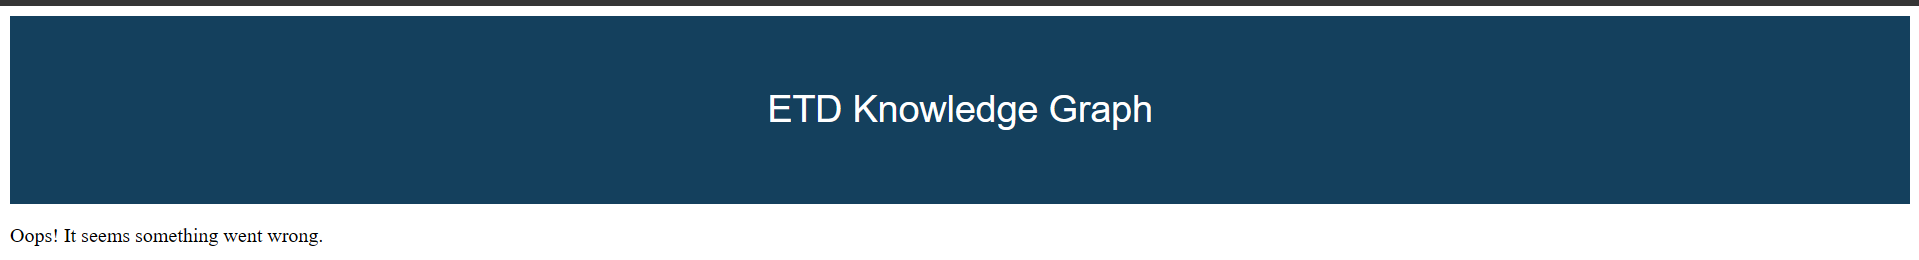 ETD Knowledge Graph
Oops! It seems something went wrong.